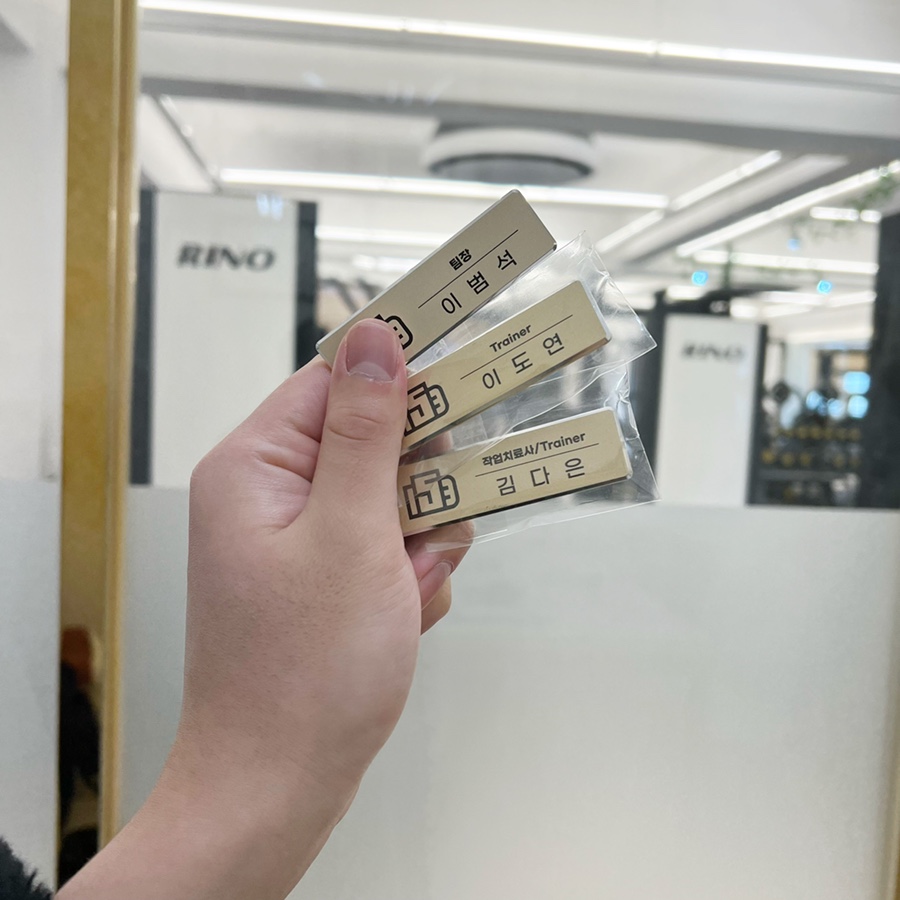 RINO
RINO
팀장
이범석
Trainer
이도연
작업치료사/Trainer
김다은